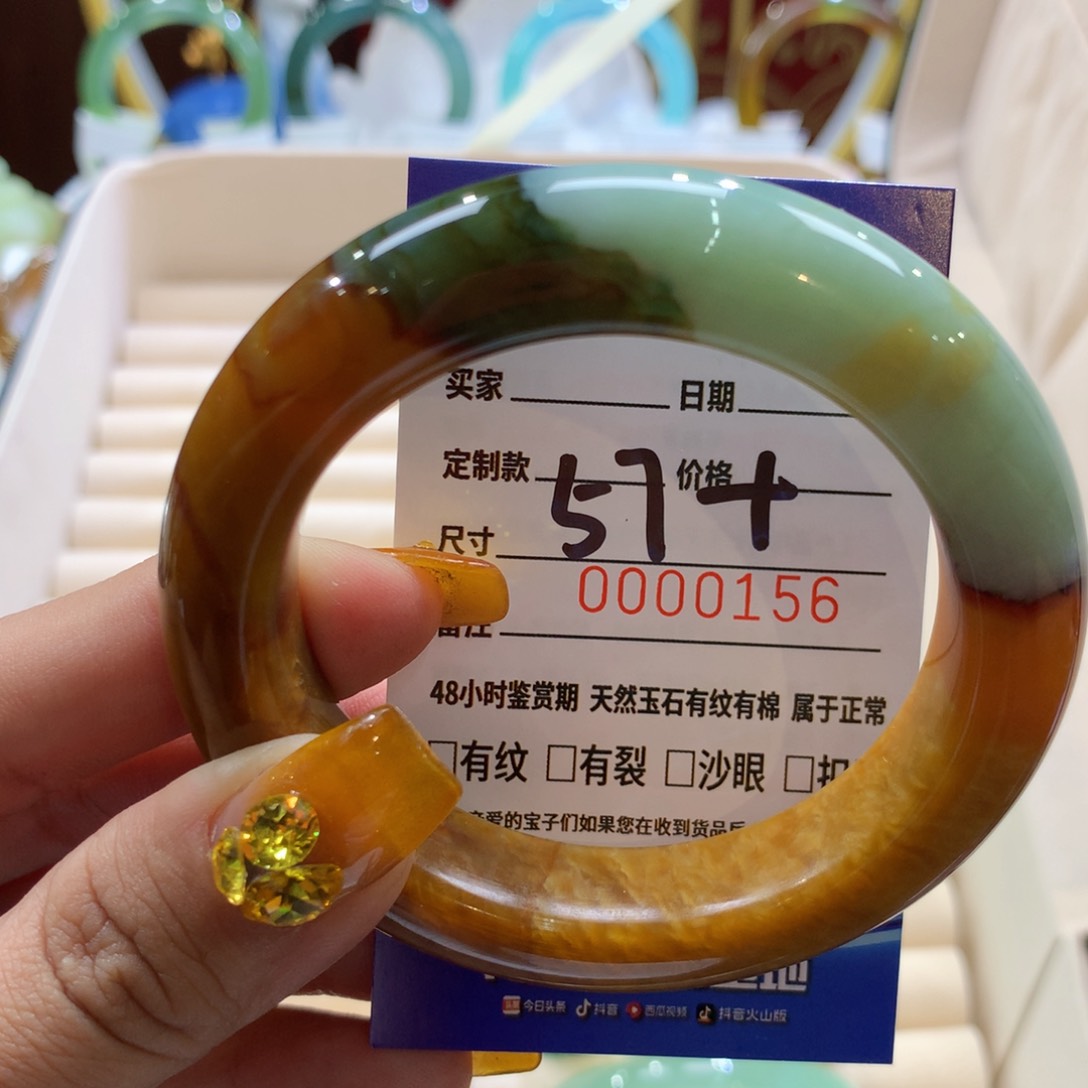 买家 日期
定制款 价格
57+
尺寸
0000156
备注
48小时鉴赏期 天然玉石有纹有棉 属于正常
□有纹 □有裂 □沙眼 □
亲爱的宝子们如果您在收到货品后
今日头条 抖音 西瓜视频 抖音火山版